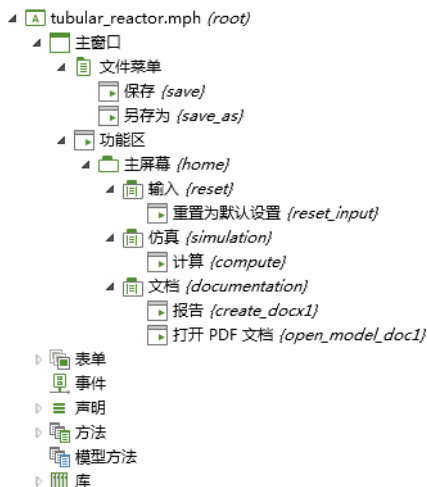 tubular_reactor.mph (root)
主窗口
文件菜单
保存 {save}
另存为 {save_as}
功能区
主屏幕 {home}
输入 {reset}
重置为默认设置 {reset_input}
仿真 {simulation}
计算 {compute}
文档 {documentation}
报告 {create_docx1}
打开 PDF 文档 {open_model_doc1}
表单
事件
声明
方法
模型方法
库